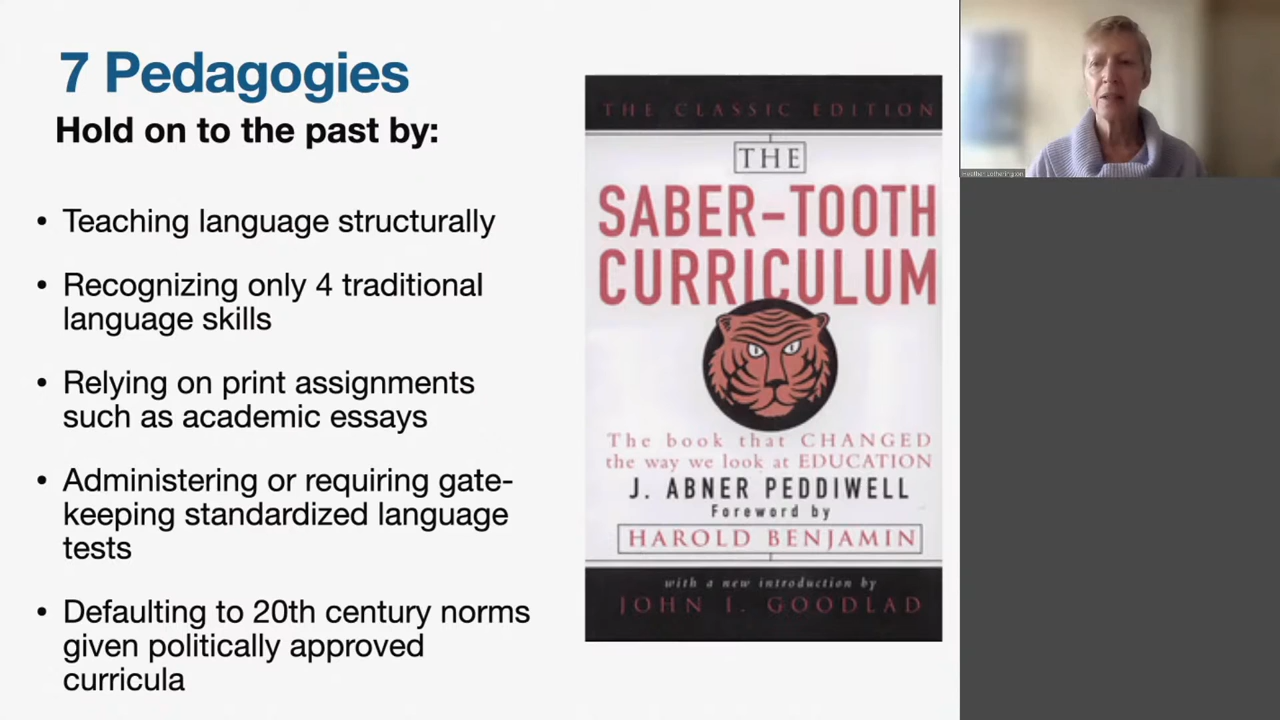 7 Pedagogies
Hold on to the past by:
• Teaching language structurally
• Recognizing only 4 traditional
language skills
• Relying on print assignments
such as academic essays
• Administering or requiring gate-
keeping standardized language
tests
• Defaulting to 20th century norms
given politically approved
curricula
THE CLASSIC EDITION
THE
SABER-TOOTH
CURRICULUM
The book that CHANGED
the way we look at EDUCATION
J. ABNER PEDDIWELL
Foreword by
HAROLD BENJAMIN
with a new introduction by
JOHN I. GOODLAD
Heather Lotherington